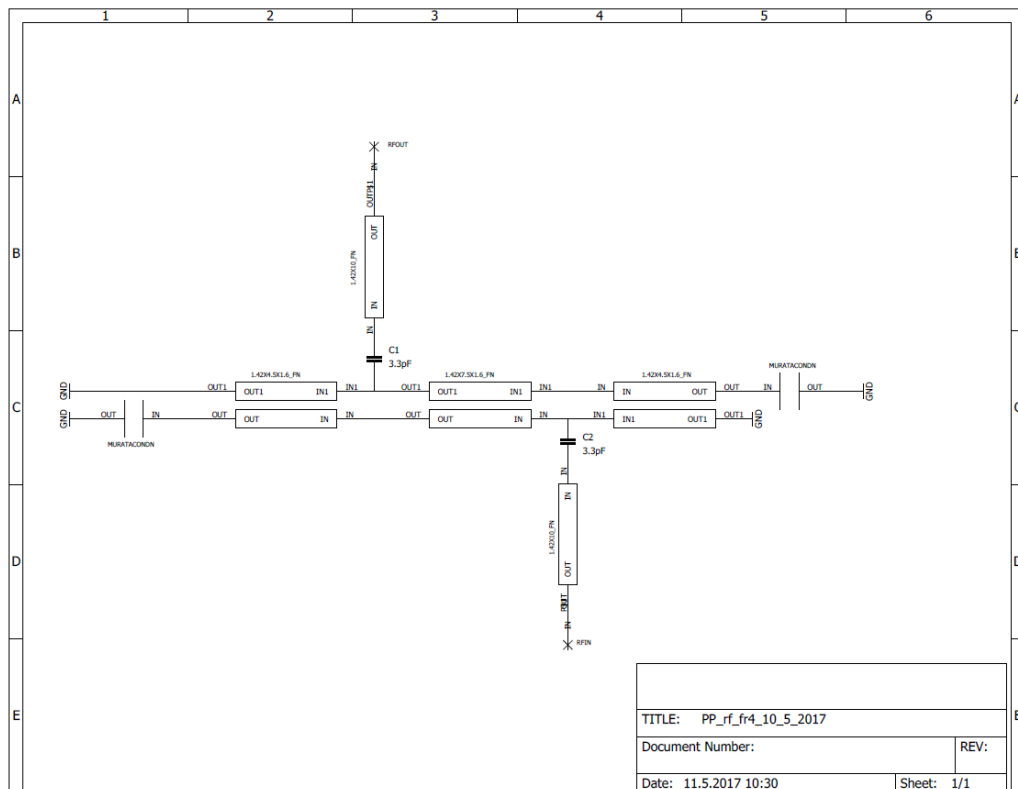 1 2 3 4 5 6
A A
RFOUT
IN
OUTP$1
B
OUT
1.42X10_FN
IN
IN
C1
3.3pF
MURATACONDN
1.42X4.5X1.6_FN 1.42X7.5X1.6_FN 1.42X4.5X1.6_FN
GND OUT1 OUT1 IN1 IN1 OUT1 OUT1 IN1 IN1 IN IN OUT OUT IN OUT GND
C
GND OUT IN OUT OUT IN IN OUT OUT IN IN IN1 IN1 OUT1 OUT1 GND
MURATACONDN
C2
3.3pF
IN
IN
1.42X10_FN
D
OUT
IN
RFIN
E
TITLE: PP_rf_fr4_10_5_2017
Document Number: REV:
Date: 11.5.2017 10:30 Sheet: 1/1